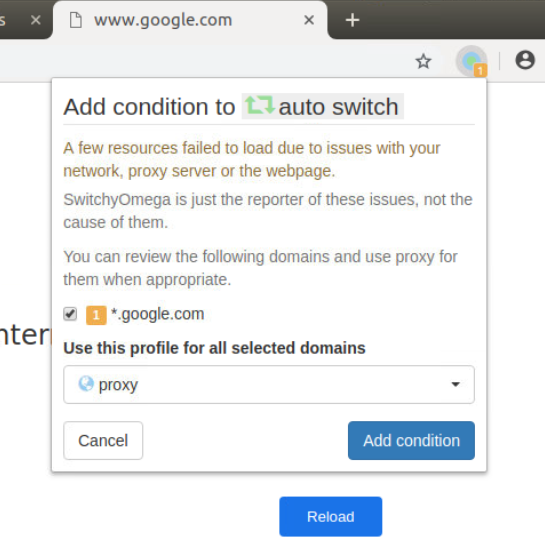 s
www.google.com
1
Add condition to auto switch
A few resources failed to load due to issues with your
network, proxy server or the webpage.
SwitchyOmega is just the reporter of these issues, not the
cause of them.
You can review the following domains and use proxy for
them when appropriate.
1 *.google.com
nter
Use this profile for all selected domains
proxy
Cancel
Add condition
Reload